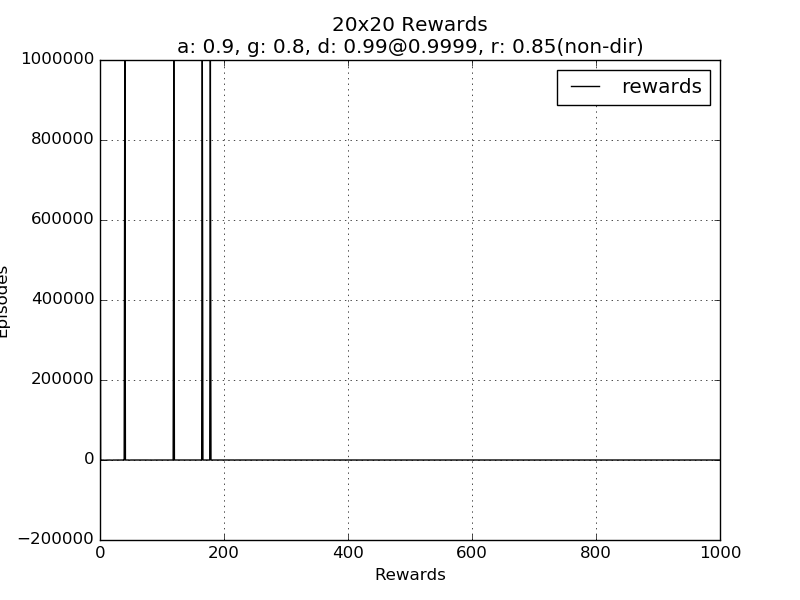 20x20 Rewards
a: 0.9, g: 0.8, d: 0.99@0.9999, r: 0.85(non-dir)
rewards
1000000
800000
600000
400000
200000
0
−200000
Episodes
0 200 400 600 800 1000
Rewards